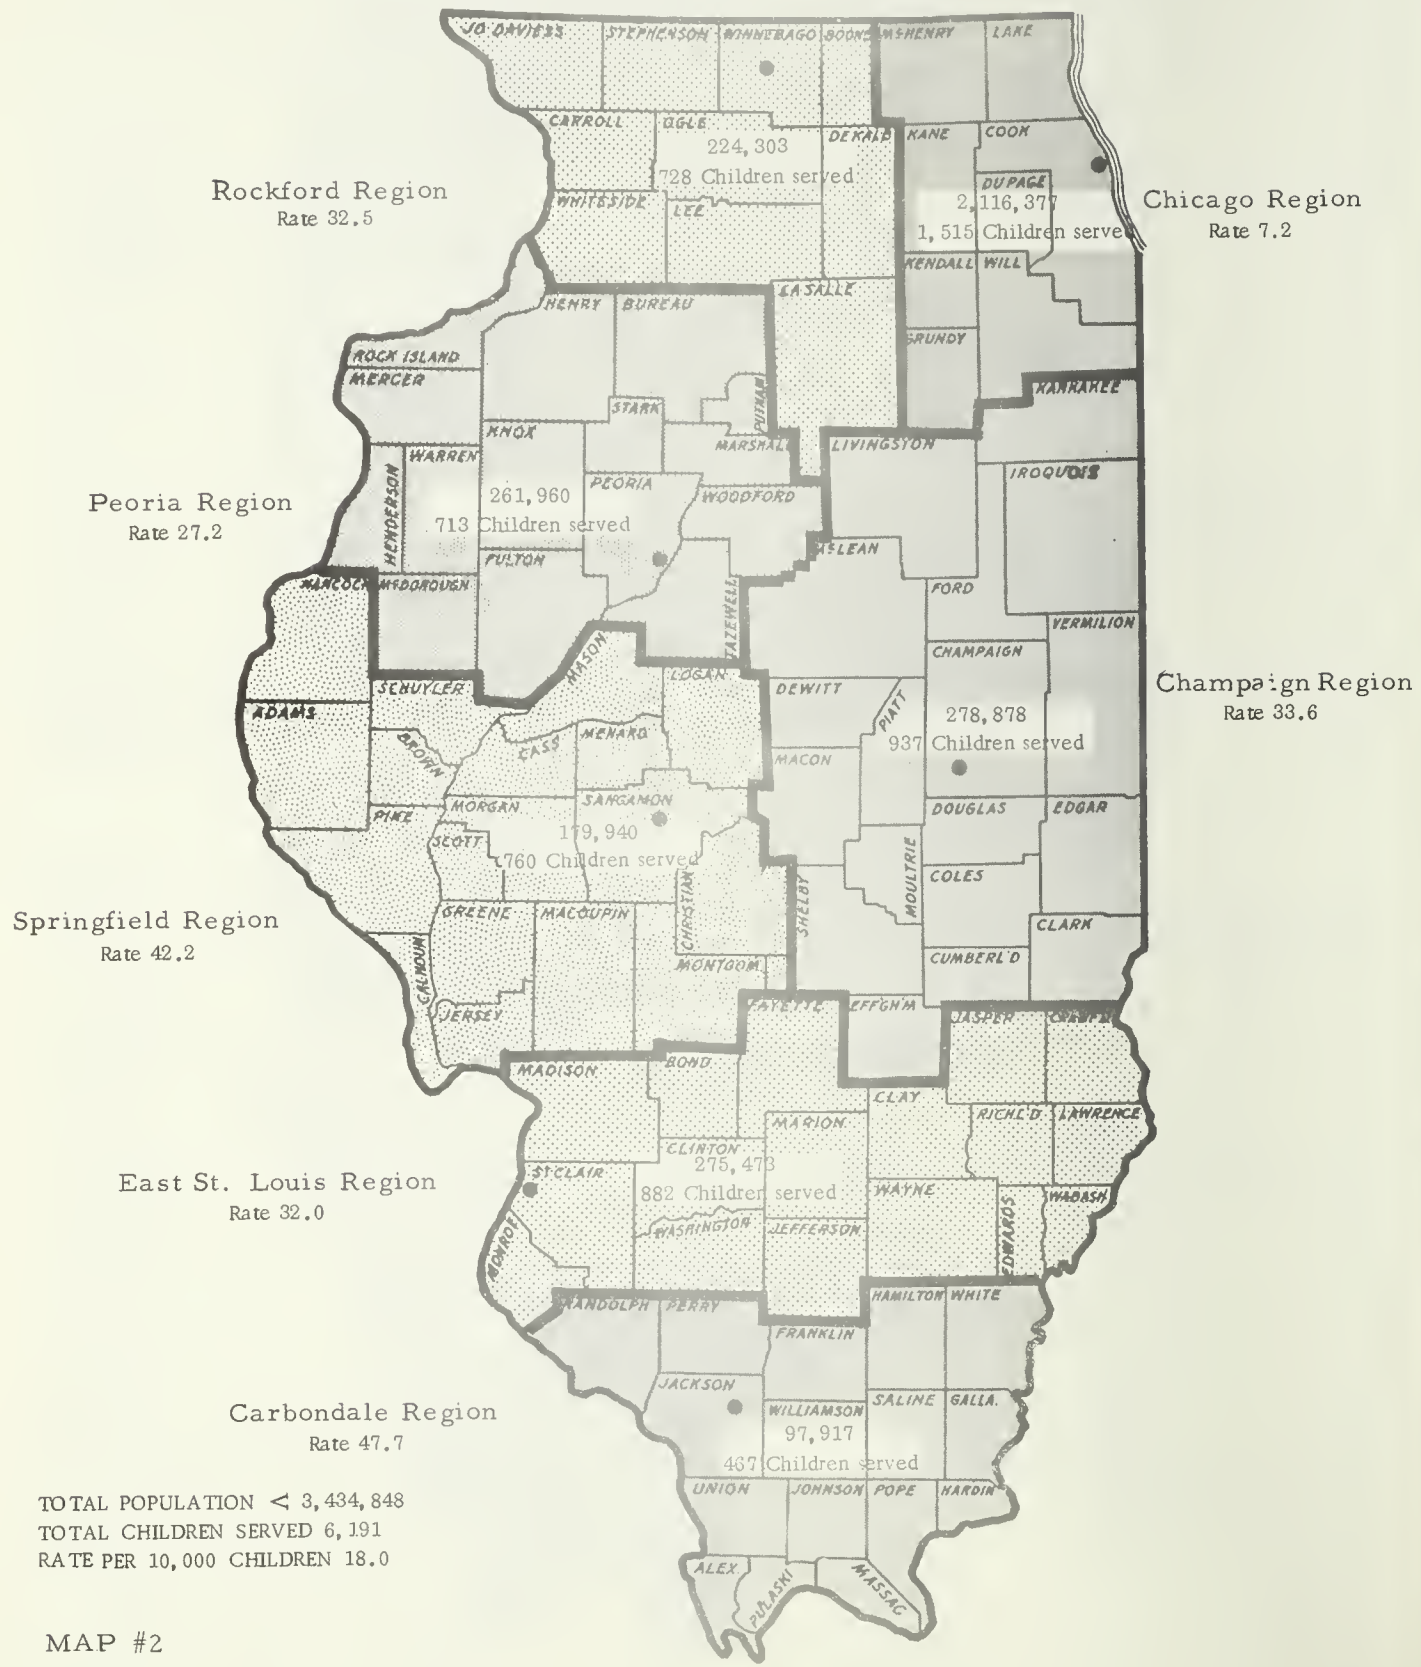 JO DAVIESS STEPHENSON WINNEBAGO BOONE McHENRY LAKE
CARROLL OGLE DEKALB KANE COOK
224,303
728 Children served
DUPAGE
2,116,377
1,515 Children served
Rockford Region
Rate 32.5
Chicago Region
Rate 7.2
WHITESIDE LEE
KENDALL WILL
LA SALLE
HENRY BUREAU
GRUNDY
ROCK ISLAND
MERCER
KANKAKEE
STARK PUTNAM
KNOX MARSHALL LIVINGSTON
WARREN
HENDERSON
PEORIA WOODFORD
IROQUOIS
Peoria Region
Rate 27.2
261,960
713 Children served
FULTON McLEAN
HANCOCK McDOROUGH
TAZEWELL
FORD
VERMILION
MASON
CHAMPAIGN
SCHUYLER LOGAN DEWITT
PIATT
Champaign Region
Rate 33.6
278,878
937 Children served
ADAMS
BROWN CASS MENARD
MACON
MORGAN SANGAMON
PIKE
DOUGLAS EDGAR
SCOTT
179,940
760 Children served
MOULTRIE
COLES
CHRISTIAN
SHELBY
Springfield Region
Rate 42.2
GREENE MACOUPIN
CLARK
CALHOUN
MONTGOM
CUMBERL'D
JERSEY
FAYETTE EFFGH'M JASPER
MADISON BOND
CLAY
RICHL'D LAWRENCE
MARION
CLINTON
275,473
882 Children served
East St. Louis Region
Rate 32.0
ST CLAIR
WAYNE
EDWARDS
WABASH
MONROE
WASHINGTON JEFFERSON
RANDOLPH PERRY
HAMILTON WHITE
FRANKLIN
JACKSON
WILLIAMSON
SALINE GALLA.
97,917
467 Children served
Carbondale Region
Rate 47.7
UNION JOHNSON POPE HARDIN
ALEX.
PULASKI
MASSAC
TOTAL POPULATION < 3,434,848
TOTAL CHILDREN SERVED 6,191
RATE PER 10,000 CHILDREN 18.0
MAP #2